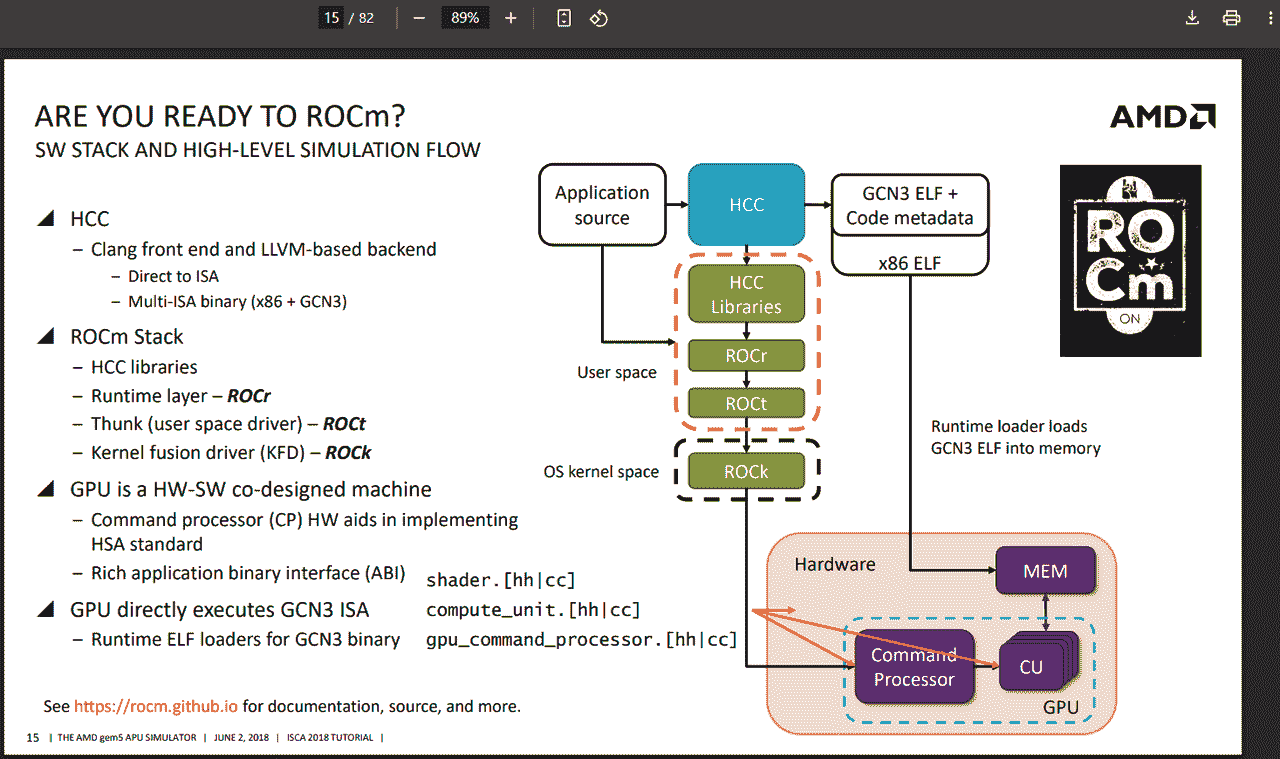 15 / 82
89%
ARE YOU READY TO ROCm?
SW STACK AND HIGH-LEVEL SIMULATION FLOW
AMD
HCC
– Clang front end and LLVM-based backend
– Direct to ISA
– Multi-ISA binary (x86 + GCN3)
ROCm Stack
– HCC libraries
– Runtime layer – ROCr
– Thunk (user space driver) – ROCt
– Kernel fusion driver (KFD) – ROCk
GPU is a HW-SW co-designed machine
– Command processor (CP) HW aids in implementing
HSA standard
– Rich application binary interface (ABI)
GPU directly executes GCN3 ISA
– Runtime ELF loaders for GCN3 binary
shader.[hh|cc]
compute_unit.[hh|cc]
gpu_command_processor.[hh|cc]
Application
source
HCC
GCN3 ELF +
Code metadata
x86 ELF
HCC
Libraries
ROCr
User space
ROCt
OS kernel space
ROCk
Runtime loader loads
GCN3 ELF into memory
RO
Cm
ON
Hardware
MEM
Command
Processor
CU
GPU
See https://rocm.github.io for documentation, source, and more.
15 | THE AMD gem5 APU SIMULATOR | JUNE 2, 2018 | ISCA 2018 TUTORIAL |